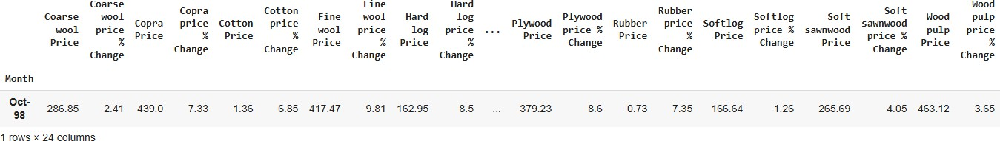 Coarse
wool
Price
Coarse
wool
price
%
Change
Copra
Price
Copra
price
%
Change
Cotton
Price
Cotton
price
%
Change
Fine
wool
Price
Fine
wool
price
%
Change
Hard
log
Price
Hard
log
price
%
Change
...
Plywood
Price
Plywood
price %
Change
Rubber
Price
Rubber
price
%
Change
Softlog
Price
Softlog
price %
Change
Soft
sawnwood
Price
Soft
sawnwood
price %
Change
Wood
pulp
Price
Wood
pulp
price
%
Change
Month
Oct-
98
286.85 2.41 439.0 7.33 1.36 6.85 417.47 9.81 162.95 8.5 ... 379.23 8.6 0.73 7.35 166.64 1.26 265.69 4.05 463.12 3.65
1 rows × 24 columns